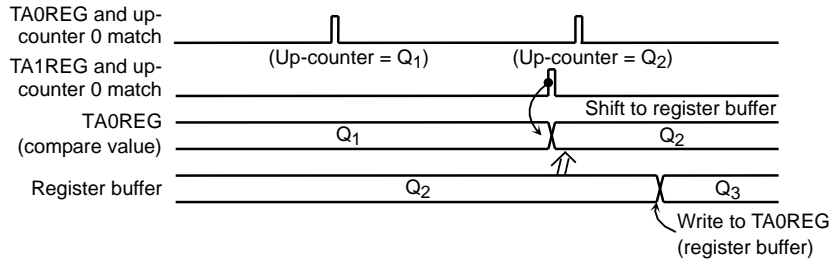 TA0REG and up-
counter 0 match
(Up-counter = Q1)
(Up-counter = Q2)
TA1REG and up-
counter 0 match
Shift to register buffer
TA0REG
(compare value)
Q1
Q2
Register buffer
Q2
Q3
Write to TA0REG
(register buffer)